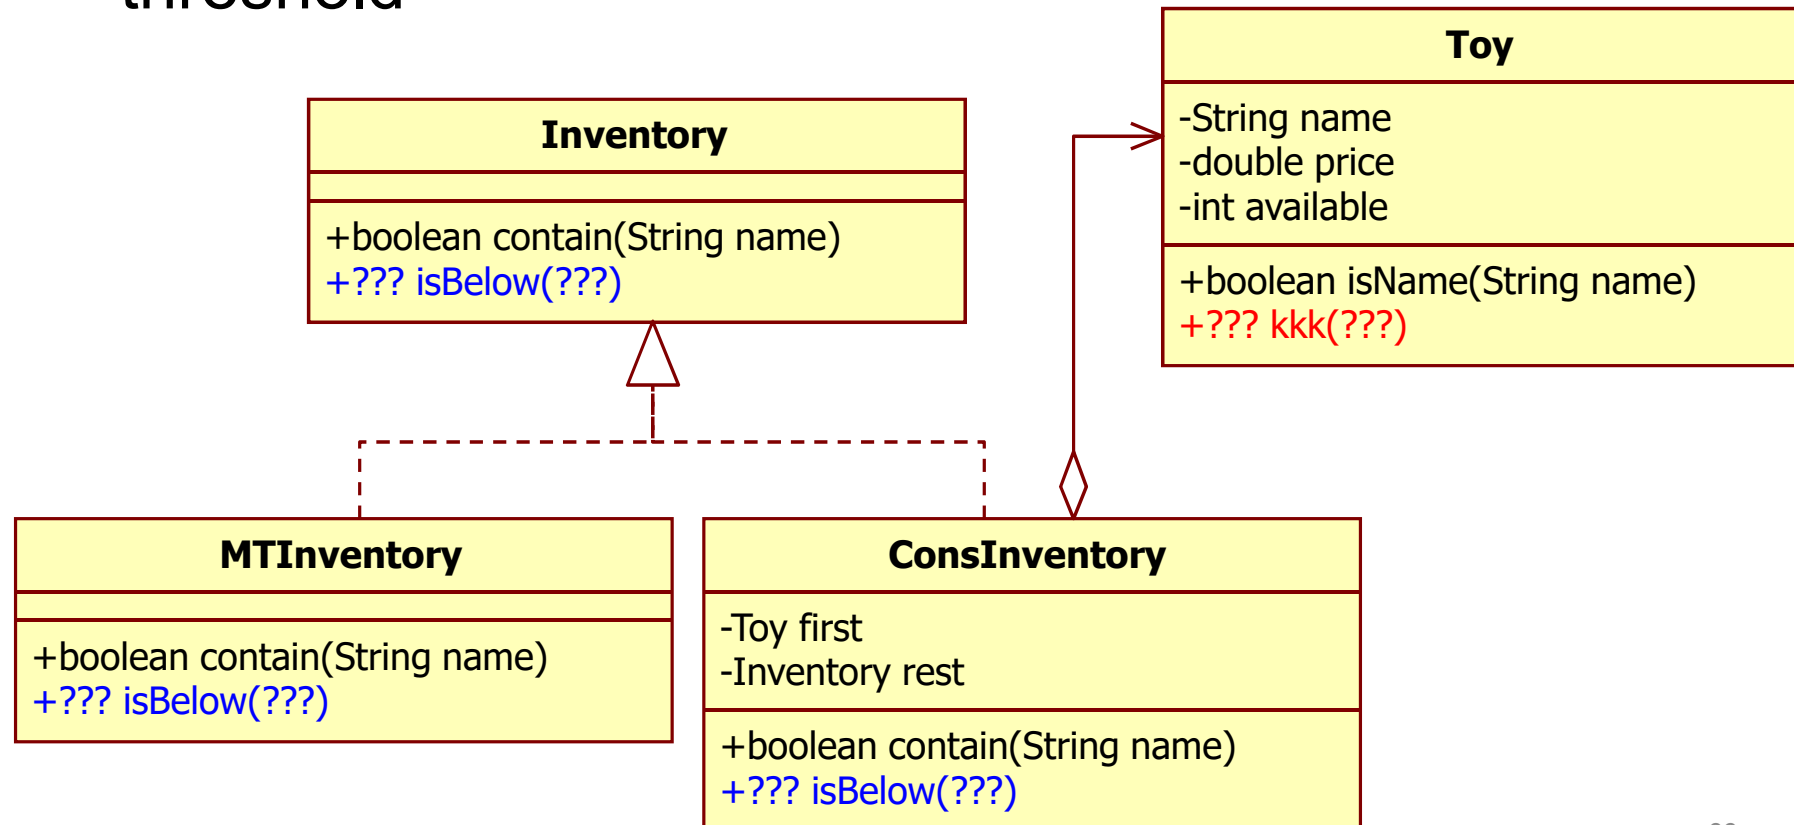 threshold
Toy
-String name
-double price
-int available
+boolean isName(String name)
+??? kkk(???)
Inventory
+boolean contain(String name)
+??? isBelow(???)
MTInventory
+boolean contain(String name)
+??? isBelow(???)
ConsInventory
-Toy first
-Inventory rest
+boolean contain(String name)
+??? isBelow(???)